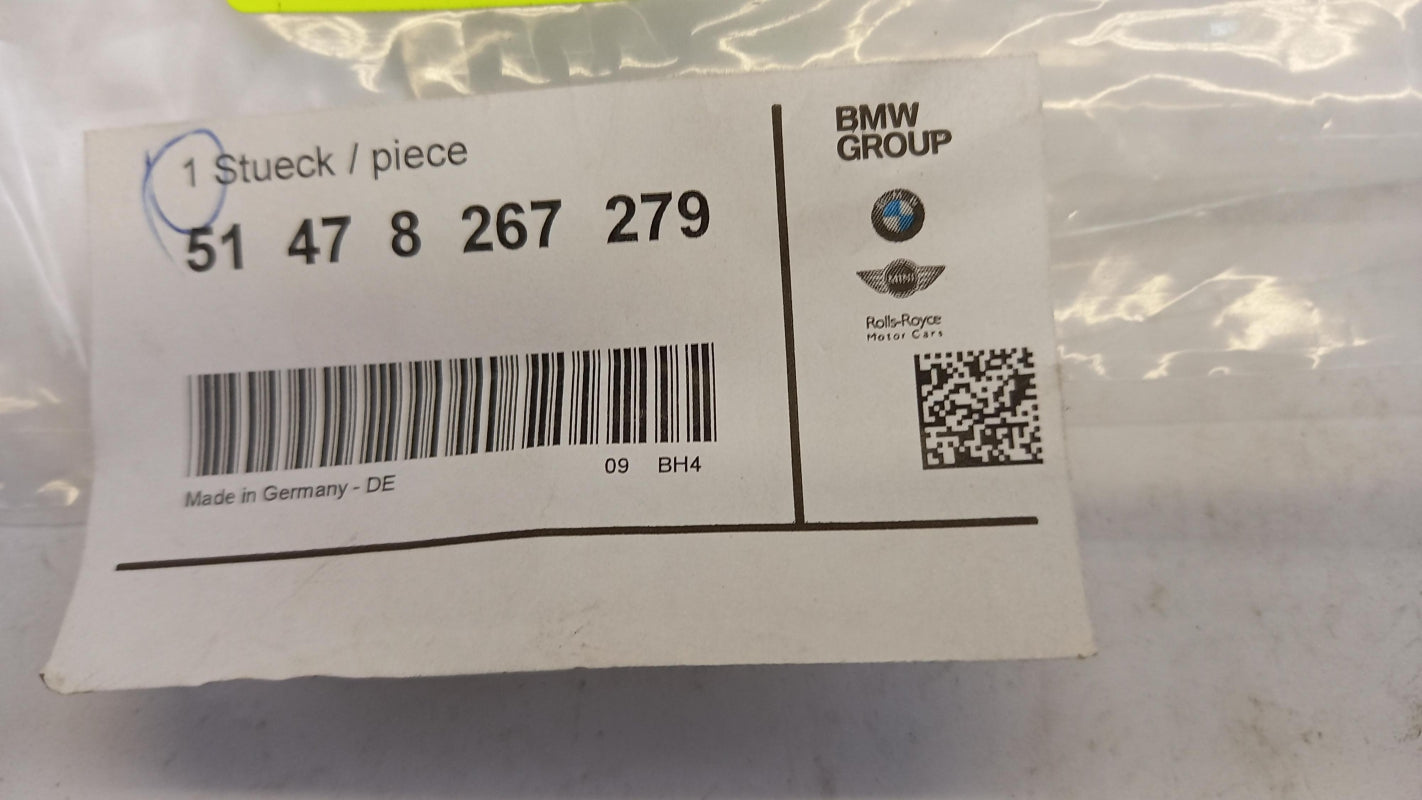 1 Stueck / piece
51 47 8 267 279
09 BH4
Made in Germany - DE
BMW
GROUP
MINI
Rolls-Royce
Motor Cars